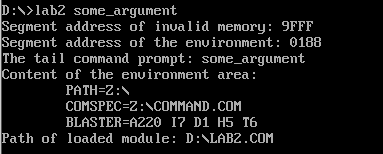 D:\>lab2 some_argument
Segment address of invalid memory: 9FFF
Segment address of the environment: 0188
The tail command prompt: some_argument
Content of the environment area:
PATH=Z:\
COMSPEC=Z:\COMMAND.COM
BLASTER=A220 I7 D1 H5 T6
Path of loaded module: D:\LAB2.COM